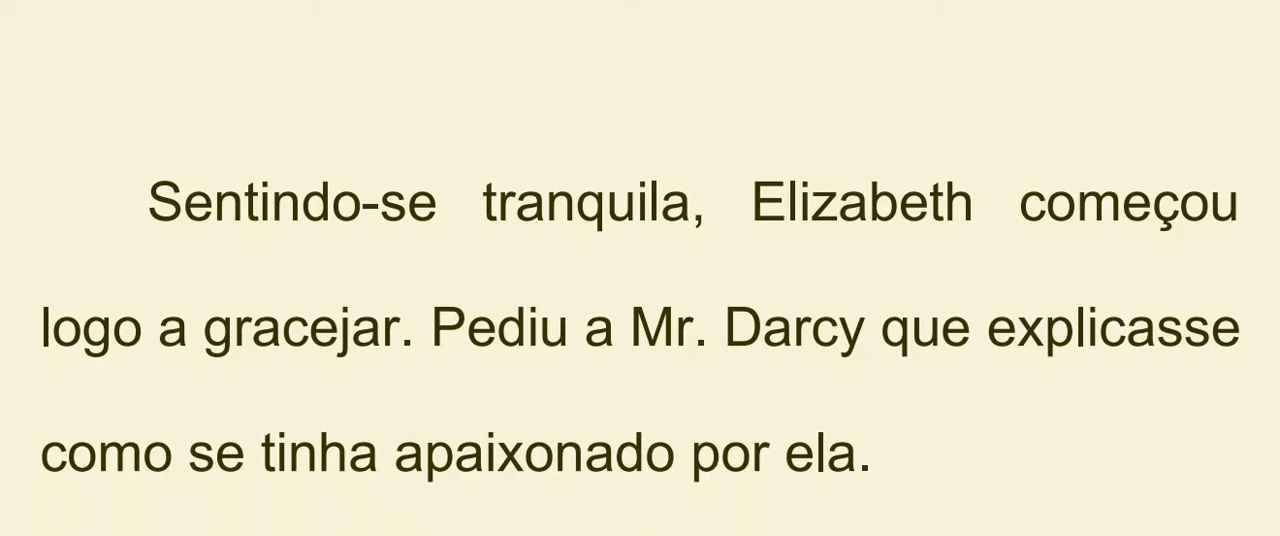 Sentindo-se tranquila, Elizabeth começou
logo a gracejar. Pediu a Mr. Darcy que explicasse
como se tinha apaixonado por ela.